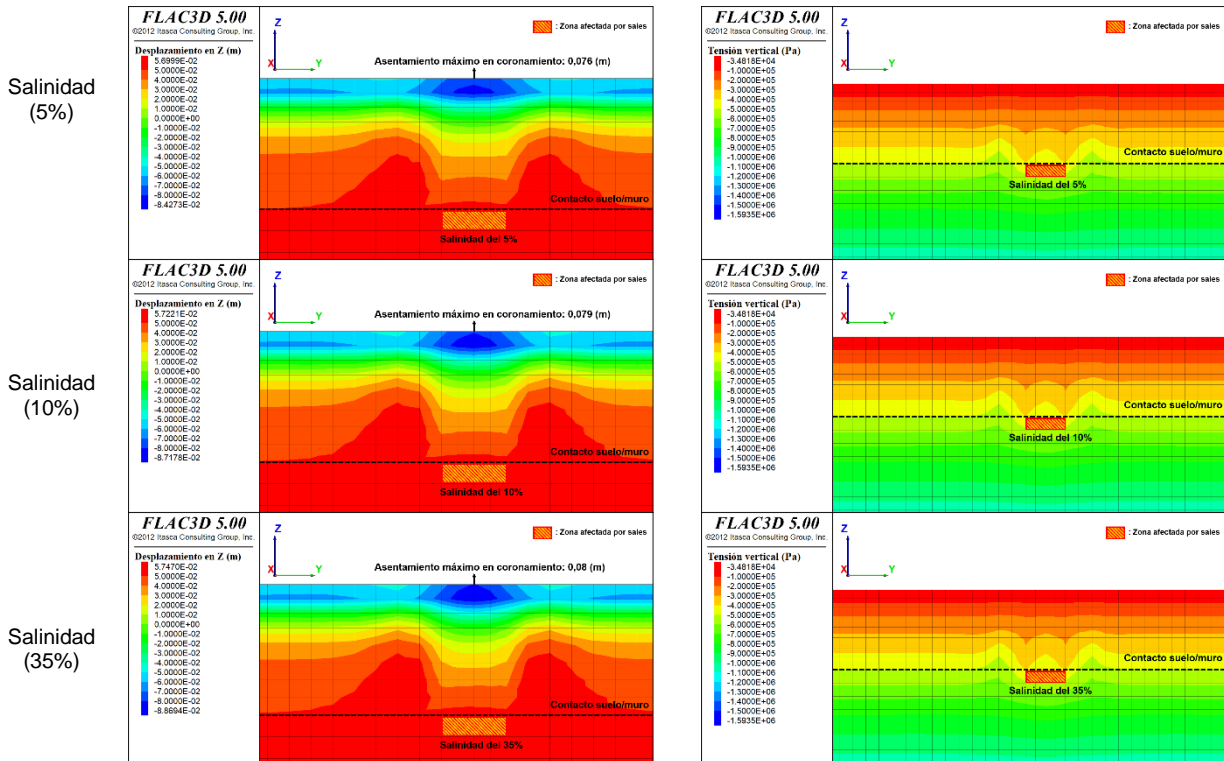 Salinidad
(5%)
FLAC3D 5.00
©2012 Itasca Consulting Group, Inc.
Desplazamiento en Z (m)
5.6999E-02
5.0000E-02
4.0000E-02
3.0000E-02
2.0000E-02
1.0000E-02
0.0000E+00
-1.0000E-02
-2.0000E-02
-3.0000E-02
-4.0000E-02
-5.0000E-02
-6.0000E-02
-7.0000E-02
-8.0000E-02
-8.4273E-02
Z
X
Y
: Zona afectada por sales
Asentamiento máximo en coronamiento: 0,076 (m)
Contacto suelo/muro
Salinidad del 5%
FLAC3D 5.00
©2012 Itasca Consulting Group, Inc.
Tensión vertical (Pa)
-3.4818E+04
-1.0000E+05
-2.0000E+05
-3.0000E+05
-4.0000E+05
-5.0000E+05
-6.0000E+05
-7.0000E+05
-8.0000E+05
-9.0000E+05
-1.0000E+06
-1.1000E+06
-1.2000E+06
-1.3000E+06
-1.4000E+06
-1.5000E+06
-1.5935E+06
Z
X
Y
: Zona afectada por sales
Contacto suelo/muro
Salinidad del 5%
Salinidad
(10%)
FLAC3D 5.00
©2012 Itasca Consulting Group, Inc.
Desplazamiento en Z (m)
5.7221E-02
5.0000E-02
4.0000E-02
3.0000E-02
2.0000E-02
1.0000E-02
0.0000E+00
-1.0000E-02
-2.0000E-02
-3.0000E-02
-4.0000E-02
-5.0000E-02
-6.0000E-02
-7.0000E-02
-8.0000E-02
-8.7178E-02
Z
X
Y
: Zona afectada por sales
Asentamiento máximo en coronamiento: 0,079 (m)
Contacto suelo/muro
Salinidad del 10%
FLAC3D 5.00
©2012 Itasca Consulting Group, Inc.
Tensión vertical (Pa)
-3.4818E+04
-1.0000E+05
-2.0000E+05
-3.0000E+05
-4.0000E+05
-5.0000E+05
-6.0000E+05
-7.0000E+05
-8.0000E+05
-9.0000E+05
-1.0000E+06
-1.1000E+06
-1.2000E+06
-1.3000E+06
-1.4000E+06
-1.5000E+06
-1.5935E+06
Z
X
Y
: Zona afectada por sales
Contacto suelo/muro
Salinidad del 10%
Salinidad
(35%)
FLAC3D 5.00
©2012 Itasca Consulting Group, Inc.
Desplazamiento en Z (m)
5.7470E-02
5.0000E-02
4.0000E-02
3.0000E-02
2.0000E-02
1.0000E-02
0.0000E+00
-1.0000E-02
-2.0000E-02
-3.0000E-02
-4.0000E-02
-5.0000E-02
-6.0000E-02
-7.0000E-02
-8.0000E-02
-8.8694E-02
Z
X
Y
: Zona afectada por sales
Asentamiento máximo en coronamiento: 0,08 (m)
Contacto suelo/muro
Salinidad del 35%
FLAC3D 5.00
©2012 Itasca Consulting Group, Inc.
Tensión vertical (Pa)
-3.4818E+04
-1.0000E+05
-2.0000E+05
-3.0000E+05
-4.0000E+05
-5.0000E+05
-6.0000E+05
-7.0000E+05
-8.0000E+05
-9.0000E+05
-1.0000E+06
-1.1000E+06
-1.2000E+06
-1.3000E+06
-1.4000E+06
-1.5000E+06
-1.5935E+06
Z
X
Y
: Zona afectada por sales
Contacto suelo/muro
Salinidad del 35%